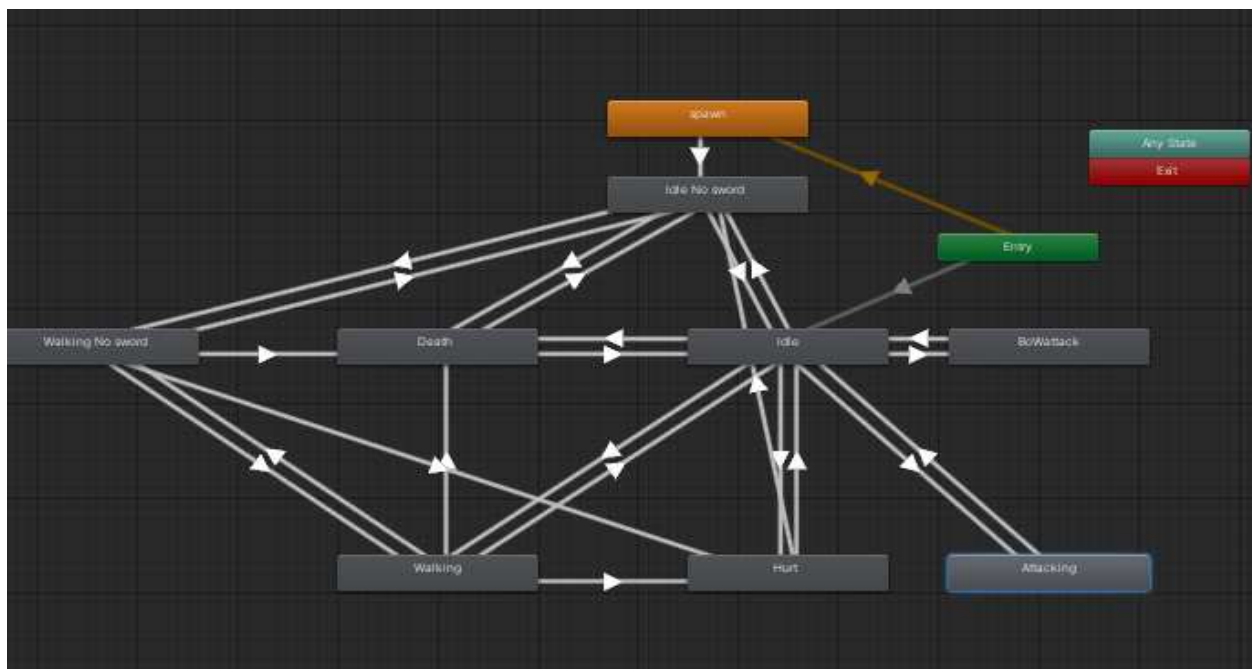 spawn
Any State
Exit
Idle No sword
Entry
Walking No sword
Death
Idle
BoWattack
Walking
Hurt
Attacking